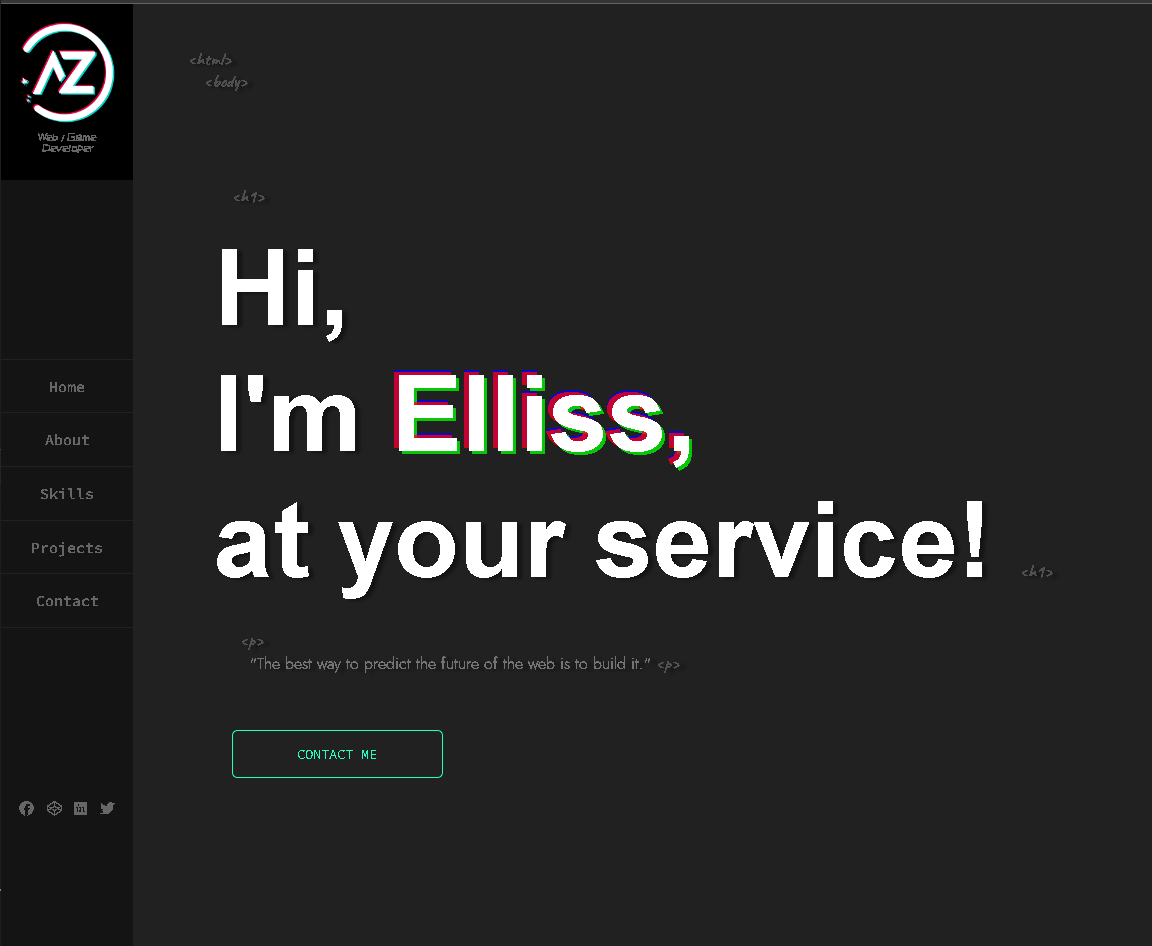 AZ
Web / Game
Developer
Home
About
Skills
Projects
Contact
<html>
<body>
<h1>
Hi,
I'm Elliss,
at your service!
<h1>
<p>
"The best way to predict the future of the web is to build it." <p>
CONTACT ME